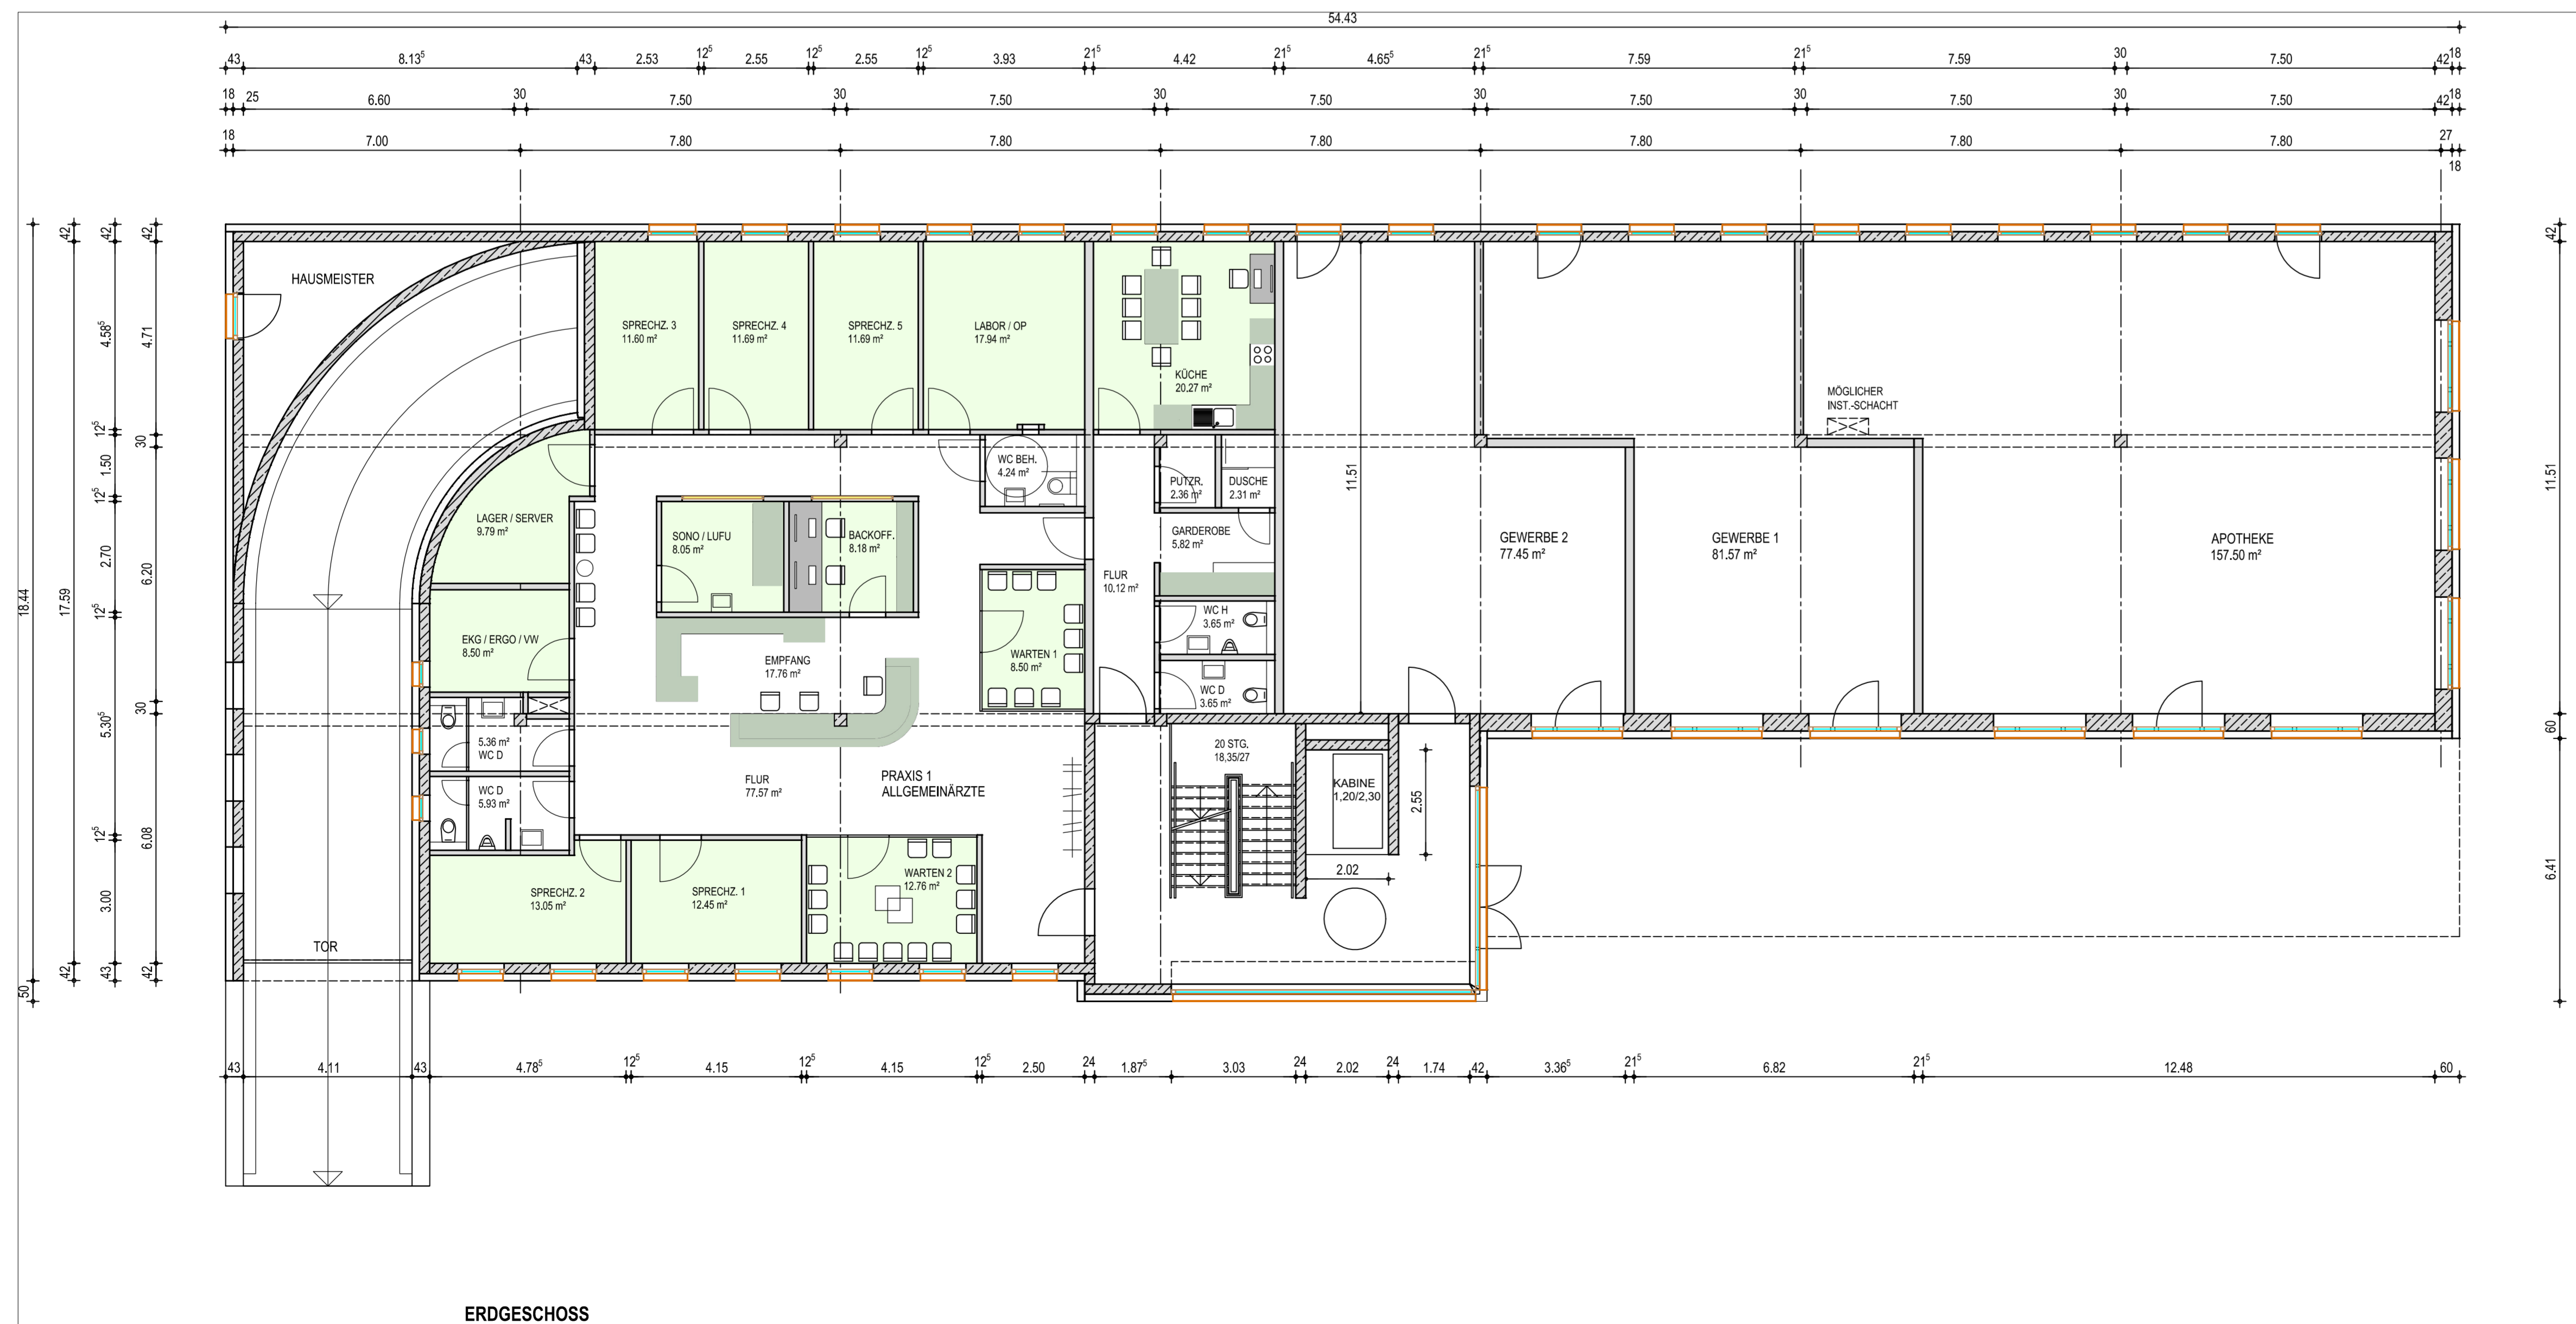 54.43
43 8.13⁵ 43 2.53 12⁵ 2.55 12⁵ 2.55 12⁵ 3.93 21⁵ 4.42 21⁵ 4.65⁵ 21⁵ 7.59 21⁵ 7.59 30 7.50 42 18
18 25 6.60 30 7.50 30 7.50 30 7.50 30 7.50 30 7.50 30 7.50 42 18
18 7.00 7.80 7.80 7.80 7.80 7.80 7.80 27
18
18.44
50
42
17.59
42
42
4.58⁵
12⁵
1.50
12⁵
2.70
12⁵
5.30⁵
12⁵
3.00
43
42
4.71
30
6.20
30
6.08
42
HAUSMEISTER
SPRECHZ. 3
11.60 m²
SPRECHZ. 4
11.69 m²
SPRECHZ. 5
11.69 m²
LABOR / OP
17.94 m²
KÜCHE
20.27 m²
MÖGLICHER
INST.-SCHACHT
LAGER / SERVER
9.79 m²
SONO / LUFU
8.05 m²
BACKOFF.
8.18 m²
WC BEH.
4.24 m²
PUTZR.
2.36 m²
DUSCHE
2.31 m²
GARDEROBE
5.82 m²
11.51
GEWERBE 2
77.45 m²
GEWERBE 1
81.57 m²
APOTHEKE
157.50 m²
FLUR
10.12 m²
EKG / ERGO / VW
8.50 m²
EMPFANG
17.76 m²
WARTEN 1
8.50 m²
WC H
3.65 m²
WC D
3.65 m²
5.36 m²
WC D
WC D
5.93 m²
FLUR
77,57 m²
PRAXIS 1
ALLGEMEINÄRZTE
20 STG.
18,35/27
KABINE
1,20/2,30
2.55
2.02
SPRECHZ. 2
13.05 m²
SPRECHZ. 1
12.45 m²
WARTEN 2
12.76 m²
TOR
42
11.51
60
6.41
43 4.11 43 4.78⁵ 12⁵ 4.15 12⁵ 4.15 12⁵ 2.50 24 1.87⁵ 3.03 24 2.02 24 1.74 42 3.36⁵ 21⁵ 6.82 21⁵ 12.48 60
ERDGESCHOSS